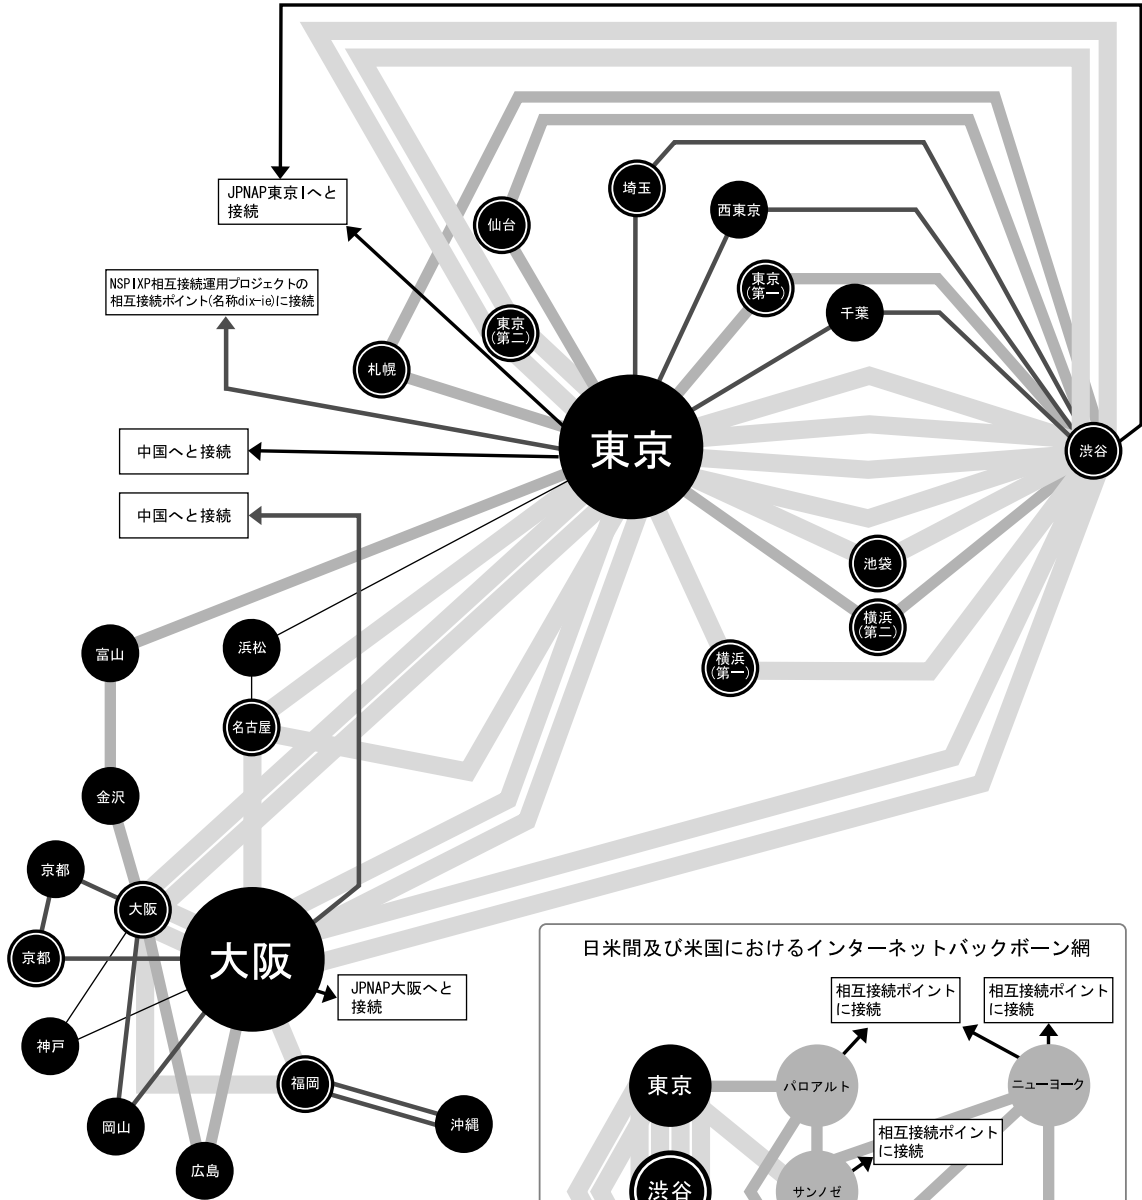 JPNAP東京Iへと
接続
埼玉
仙台
西東京
NSPIXP相互接続運用プロジェクトの
相互接続ポイント(名称dix-ie)に接続
東京
(第一)
千葉
東京
(第二)
札幌
東京
渋谷
中国へと接続
中国へと接続
池袋
横浜
(第二)
横浜
(第一)
富山
浜松
名古屋
金沢
京都
大阪
京都
大阪
JPNAP大阪へと
接続
神戸
福岡
岡山
沖縄
広島
日米間及び米国におけるインターネットバックボーン網
相互接続ポイント
に接続
相互接続ポイント
に接続
東京
パロアルト
ニューヨーク
相互接続ポイント
に接続
渋谷
サンノゼ